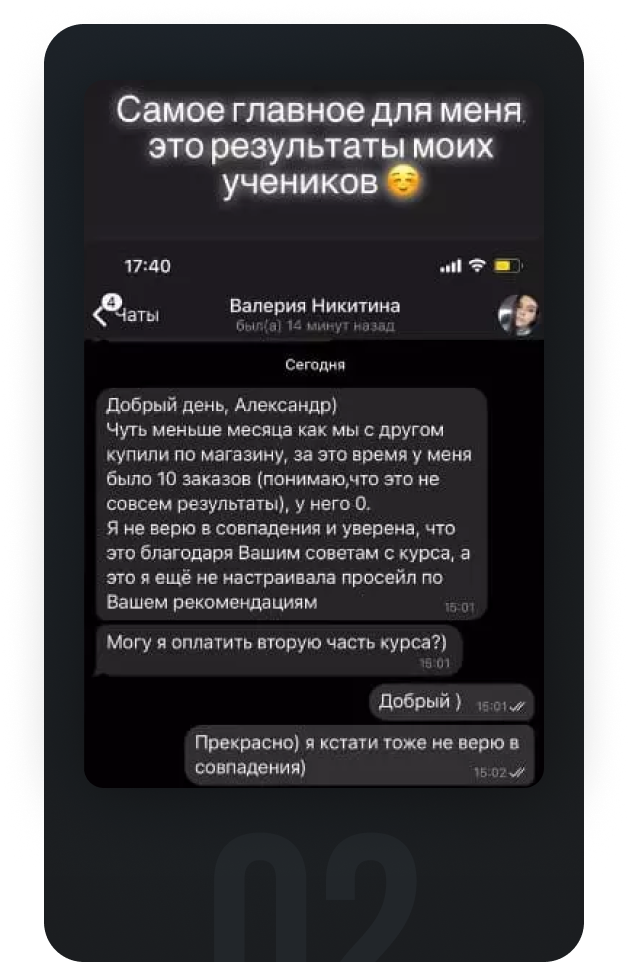 Самое главное для меня
это результаты моих
учеников ☺️
17:40
4
Чаты
Валерия Никитина
был(а) 14 минут назад
Сегодня
Добрый день, Александр)
Чуть меньше месяца как мы с другом
купили по магазину, за это время у меня
было 10 заказов (понимаю,что это не
совсем результаты), у него 0.
Я не верю в совпадения и уверена, что
это благодаря Вашим советам с курса, а
это я ещё не настраивала просейл по
Вашем рекомендациям
15:01
Могу я оплатить вторую часть курса?)
15:01
Добрый )
15:01
Прекрасно) я кстати тоже не верю в
совпадения)
15:02
02